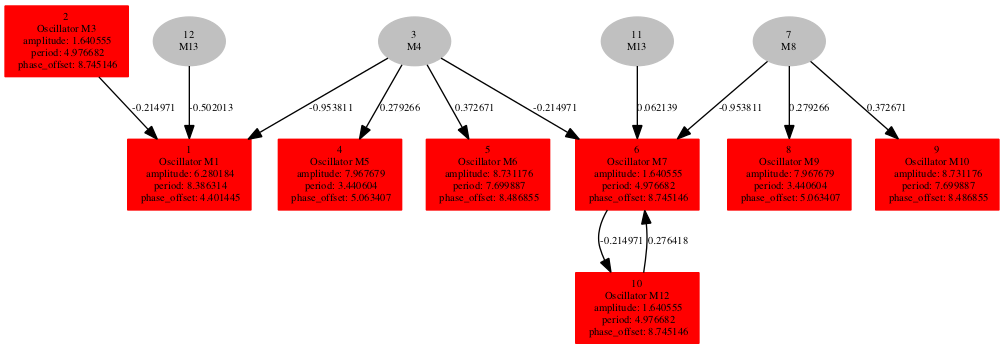 2
Oscillator M3
amplitude: 1.640555
period: 4.976682
phase_offset: 8.745146
12
M13
3
M4
11
M13
7
M8
-0.214971
-0.502013
-0.953811
0.279266
0.372671
-0.214971
0.062139
-0.953811
0.279266
0.372671
1
Oscillator M1
amplitude: 6.280184
period: 8.386314
phase_offset: 4.401445
4
Oscillator M5
amplitude: 7.967679
period: 3.440604
phase_offset: 5.063407
5
Oscillator M6
amplitude: 8.731176
period: 7.699887
phase_offset: 8.486855
6
Oscillator M7
amplitude: 1.640555
period: 4.976682
phase_offset: 8.745146
8
Oscillator M9
amplitude: 7.967679
period: 3.440604
phase_offset: 5.063407
9
Oscillator M10
amplitude: 8.731176
period: 7.699887
phase_offset: 8.486855
-0.214971
0.276418
10
Oscillator M12
amplitude: 1.640555
period: 4.976682
phase_offset: 8.745146